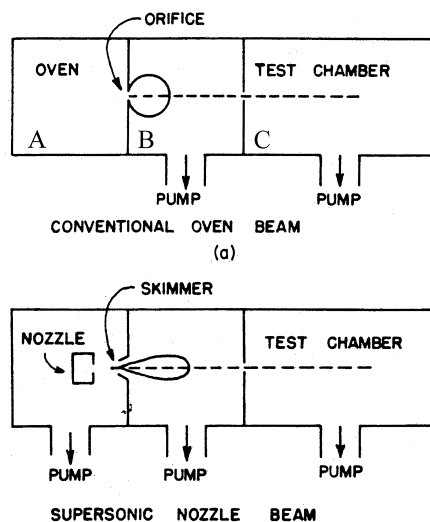 ORIFICE
OVEN
TEST CHAMBER
A
B
C
PUMP
PUMP
CONVENTIONAL OVEN BEAM
(a)
SKIMMER
NOZZLE
TEST CHAMBER
PUMP
PUMP
PUMP
SUPERSONIC NOZZLE BEAM